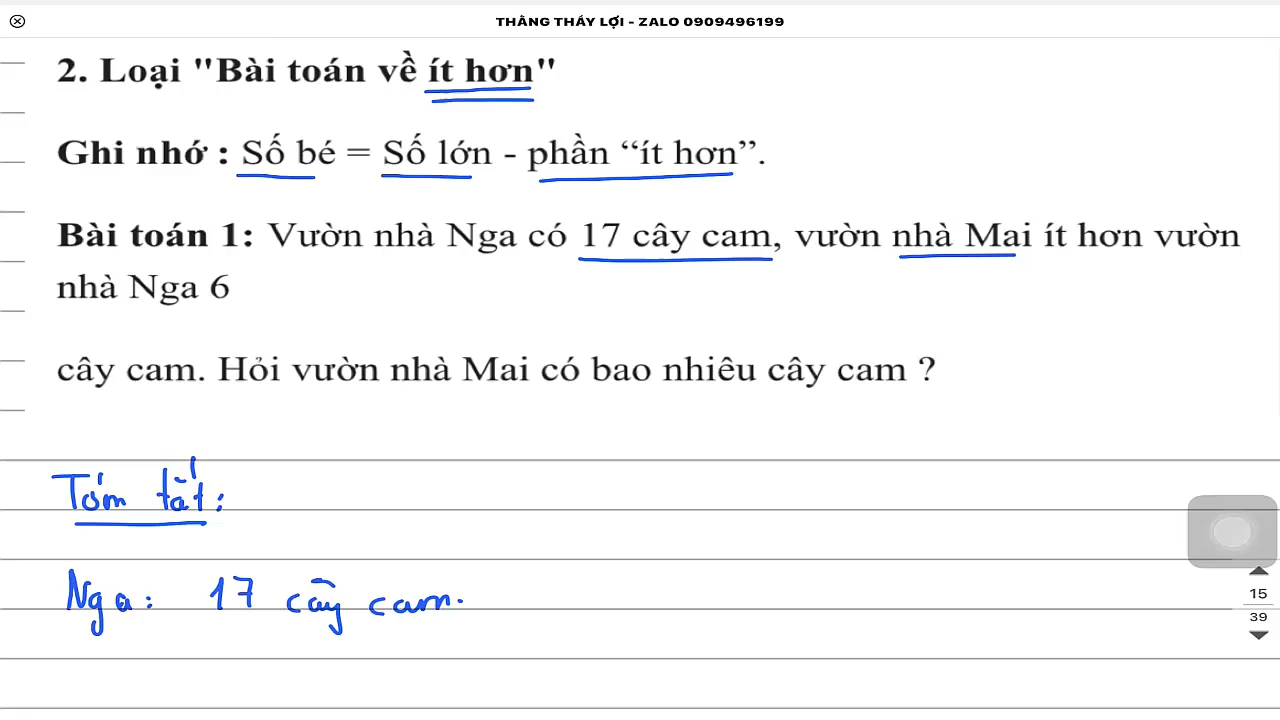 THẦNG THẦY LỢI - ZALO 0909496199
2. Loại "Bài toán về ít hơn"
Ghi nhớ : Số bé = Số lớn - phần “ít hơn”.
Bài toán 1: Vườn nhà Nga có 17 cây cam, vườn nhà Mai ít hơn vườn
nhà Nga 6
cây cam. Hỏi vườn nhà Mai có bao nhiêu cây cam ?
Tóm tắt:
Nga: 17 cây cam.
15
39